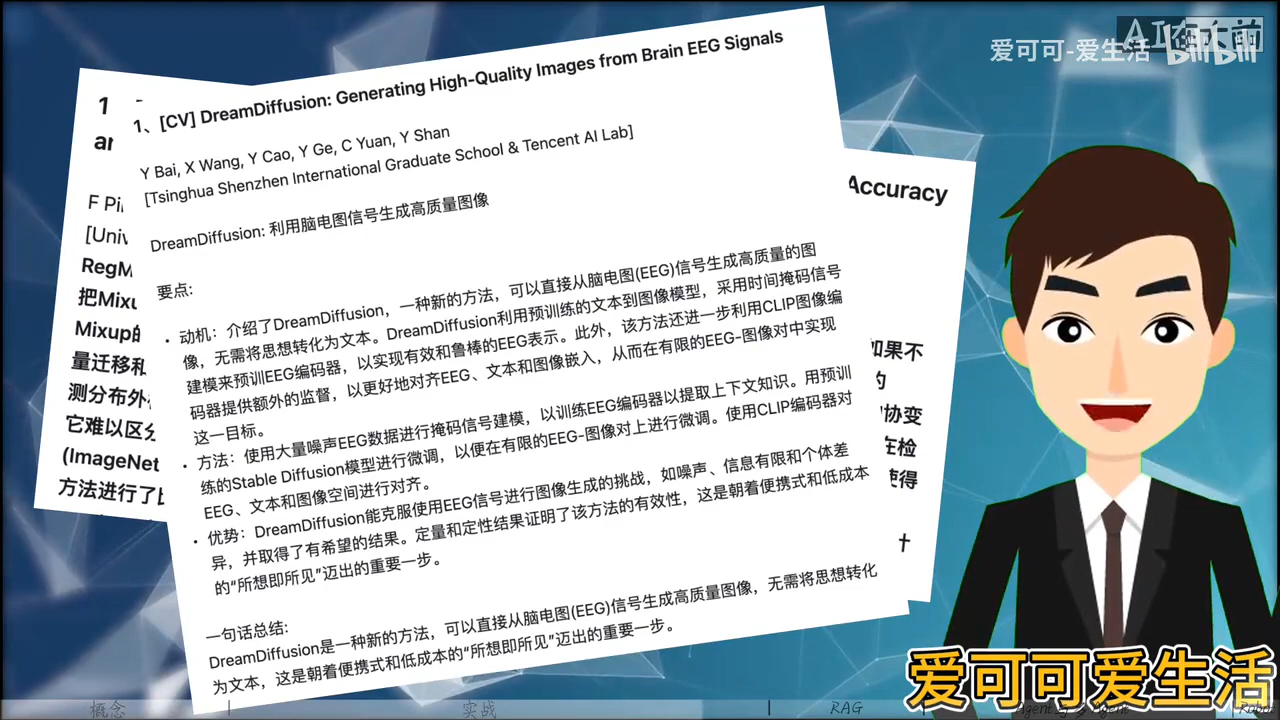 AI在大前
爱可可-爱生活 bilibili
1、[CV] DreamDiffusion: Generating High-Quality Images from Brain EEG Signals
Y Bai, X Wang, Y Cao, Y Ge, C Yuan, Y Shan
[Tsinghua Shenzhen International Graduate School & Tencent AI Lab]
DreamDiffusion: 利用脑电图信号生成高质量图像
要点:
• 动机：介绍了DreamDiffusion，一种新的方法，可以直接从脑电图(EEG)信号生成高质量的图
像，无需将思想转化为文本。DreamDiffusion利用预训练的文本到图像模型，采用时间掩码信号
建模来预训EEG编码器，以实现有效和鲁棒的EEG表示。此外，该方法还进一步利用CLIP图像编
码器提供额外的监督，以更好地对齐EEG、文本和图像嵌入，从而在有限的EEG-图像对中实现
这一目标。
• 方法：使用大量噪声EEG数据进行掩码信号建模，以训练EEG编码器以提取上下文知识。用预训
练的Stable Diffusion模型进行微调，以便在有限的EEG-图像对上进行微调。使用CLIP编码器对
EEG、文本和图像空间进行对齐。
• 优势：DreamDiffusion能克服使用EEG信号进行图像生成的挑战，如噪声、信息有限和个体差
异，并取得了有希望的结果。定量和定性结果证明了该方法的有效性，这是朝着便携式和低成本
的“所想即所见”迈出的重要一步。
一句话总结:
DreamDiffusion是一种新的方法，可以直接从脑电图(EEG)信号生成高质量图像，无需将思想转化
为文本，这是朝着便携式和低成本的“所想即所见”迈出的重要一步。
1
ar
F Pi
[Univ
RegM
把Mixu
Mixup的
量迁移和
测分布外
它难以区分
(ImageNet
方法进行了比
Accuracy
如果不
的
协变
在检
使得
†
爱可可爱生活
概念
实战
RAG